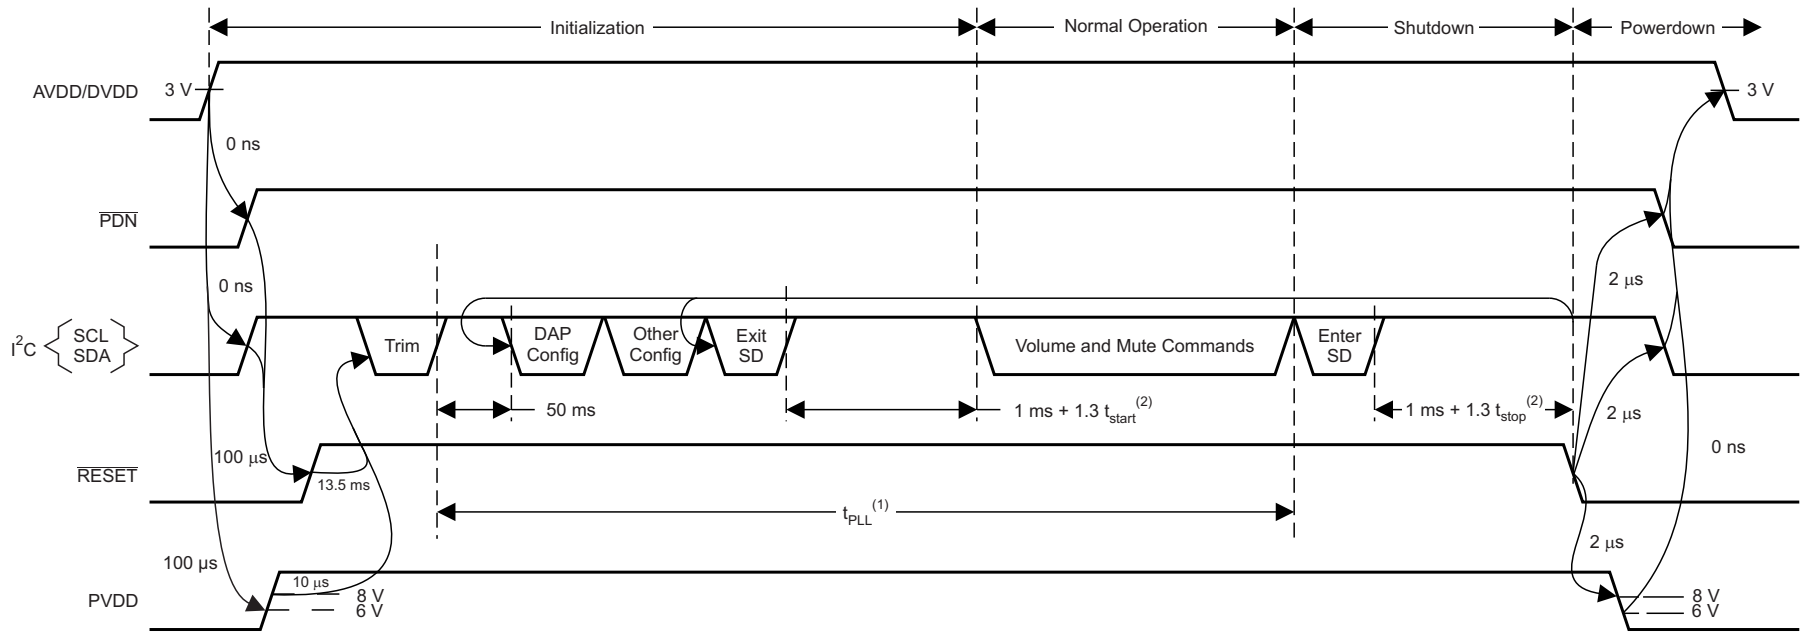 Initialization
Normal Operation
Shutdown
Powerdown
AVDD/DVDD
3 V
3 V
0 ns
PDN
0 ns
2 μs
I2C
SCL
SDA
Trim
DAP
Config
Other
Config
Exit
SD
Volume and Mute Commands
Enter
SD
50 ms
1 ms + 1.3 tstart(2)
1 ms + 1.3 tstop(2)
2 μs
100 μs
0 ns
RESET
13.5 ms
tPLL(1)
2 μs
100 μs
10 μs
PVDD
8 V
6 V
8 V
6 V